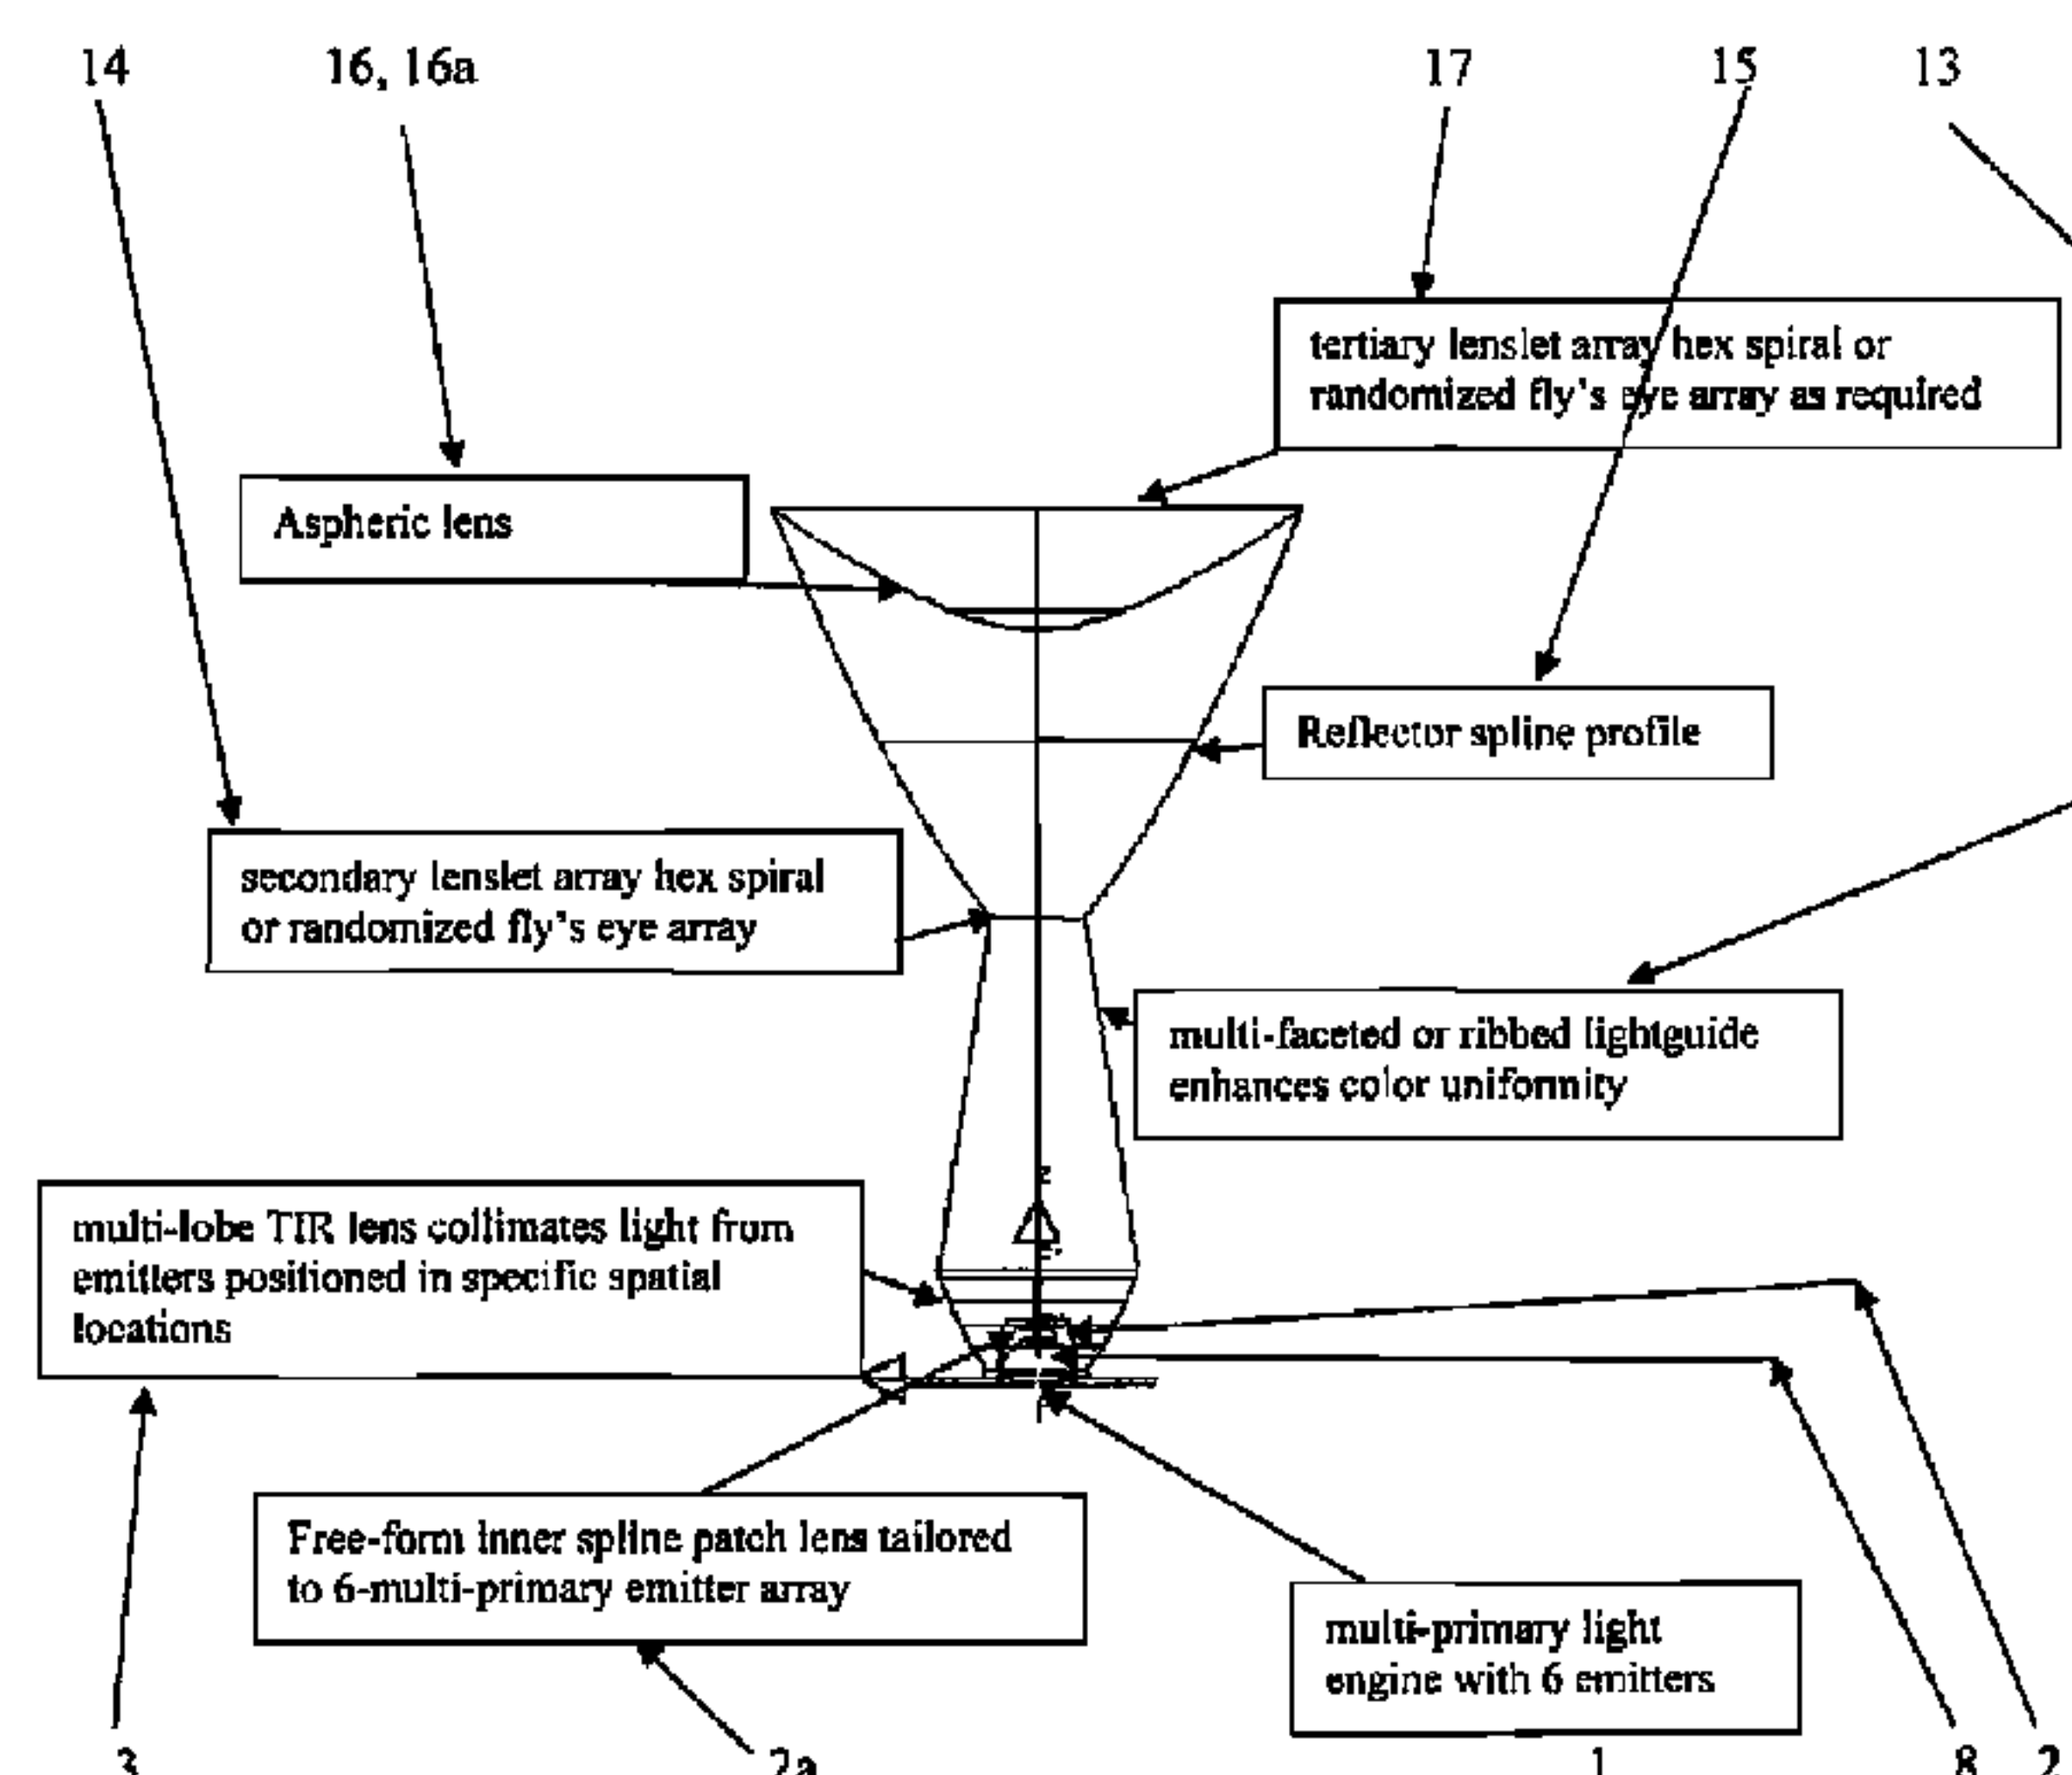 14
16, 16a
17
15
13
tertiary lenslet array hex spiral or
randomized fly's eye array as required
Aspheric lens
Reflector spline profile
secondary lenslet array hex spiral
or randomized fly's eye array
multi-faceted or ribbed lightguide
enhances color uniformity
multi-lobe TIR lens collimates light from
emitters positioned in specific spatial
locations
Free-form inner spline patch lens tailored
to 6-multi-primary emitter array
multi-primary light
engine with 6 emitters
3
2a
1
8
2